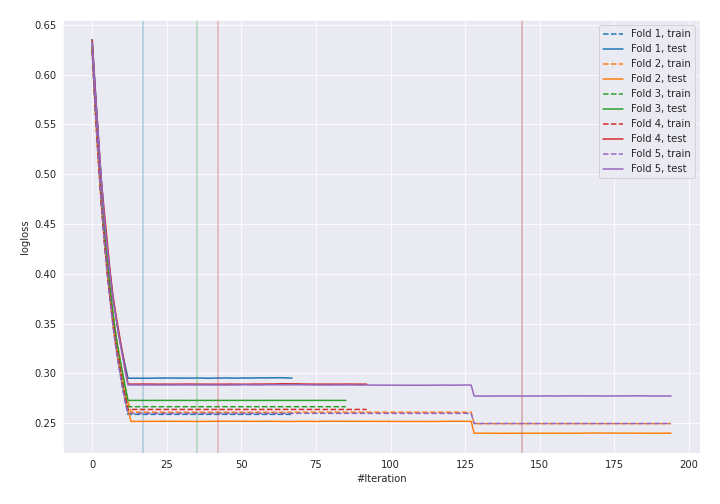 0.65
0.60
0.55
0.50
0.45
0.40
0.35
0.30
0.25
logloss
0 25 50 75 100 125 150 175 200
#Iteration
Fold 1, train
Fold 1, test
Fold 2, train
Fold 2, test
Fold 3, train
Fold 3, test
Fold 4, train
Fold 4, test
Fold 5, train
Fold 5, test